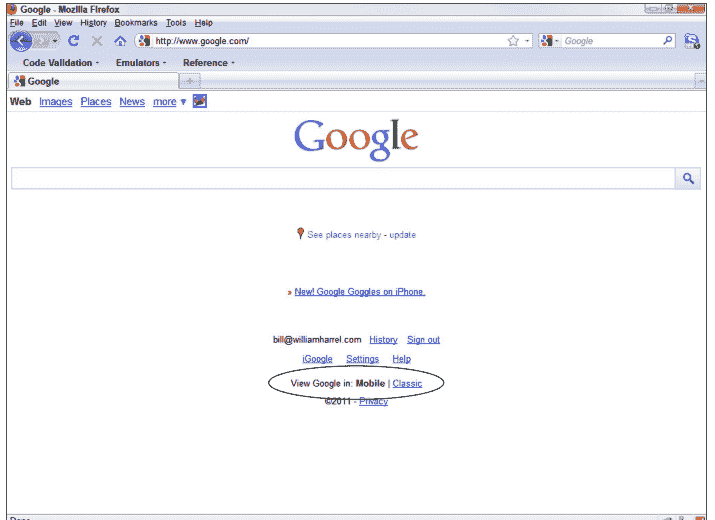 Google - Mozilla Firefox
File Edit View History Bookmarks Tools Help
http://www.google.com/ Google
Code Validation Emulators Reference
Google
Web Images Places News more
Google
See places nearby - update
» New! Google Goggles on iPhone.
bill@williamharrel.com History Sign out
iGoogle Settings Help
View Google in: Mobile | Classic
©2011 - Privacy